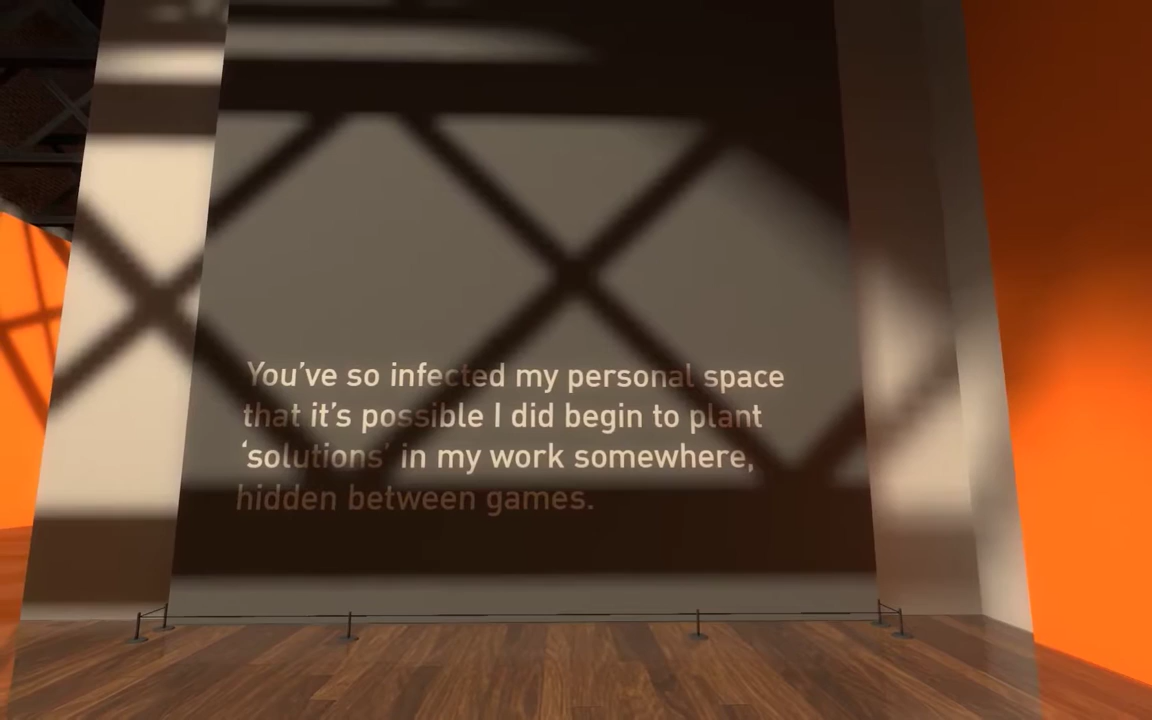 You've so infected my personal space
that it's possible I did begin to plant
‘solutions’ in my work somewhere,
hidden between games.